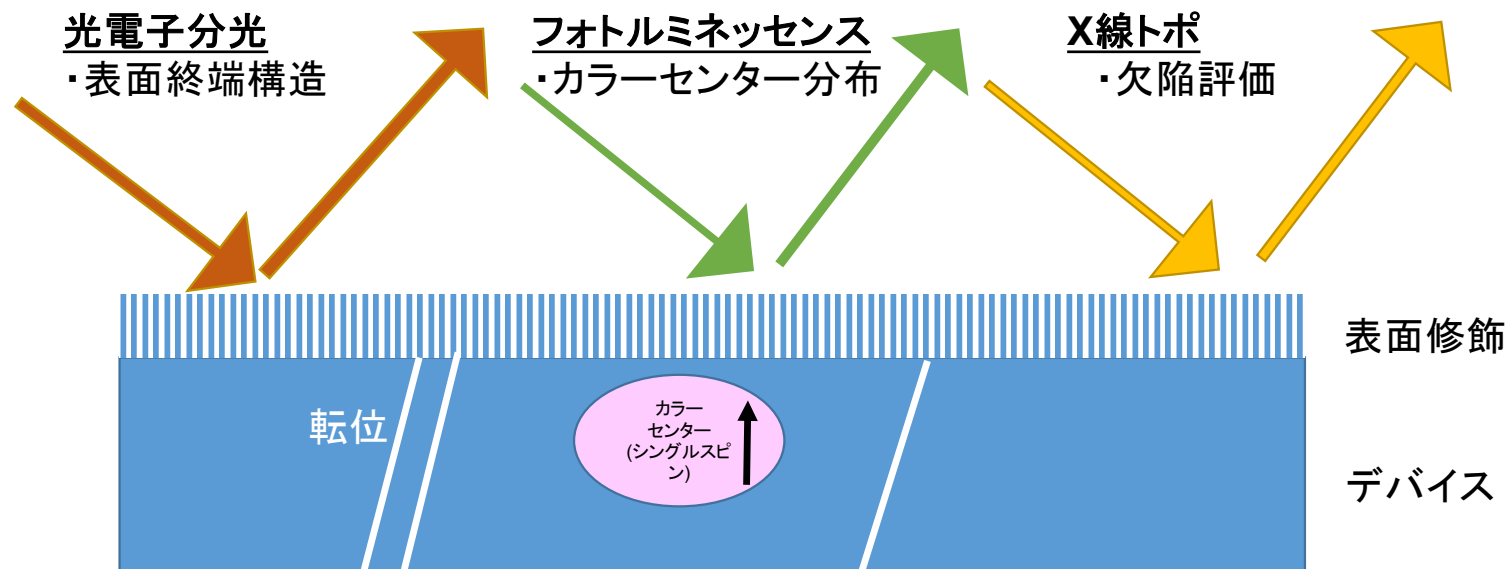 光電子分光
・表面終端構造
フォトルミネッセンス
・カラーセンター分布
X線トポ
・欠陥評価
表面修飾
転位
カラー
センター
(シングルスピ
ン)
デバイス